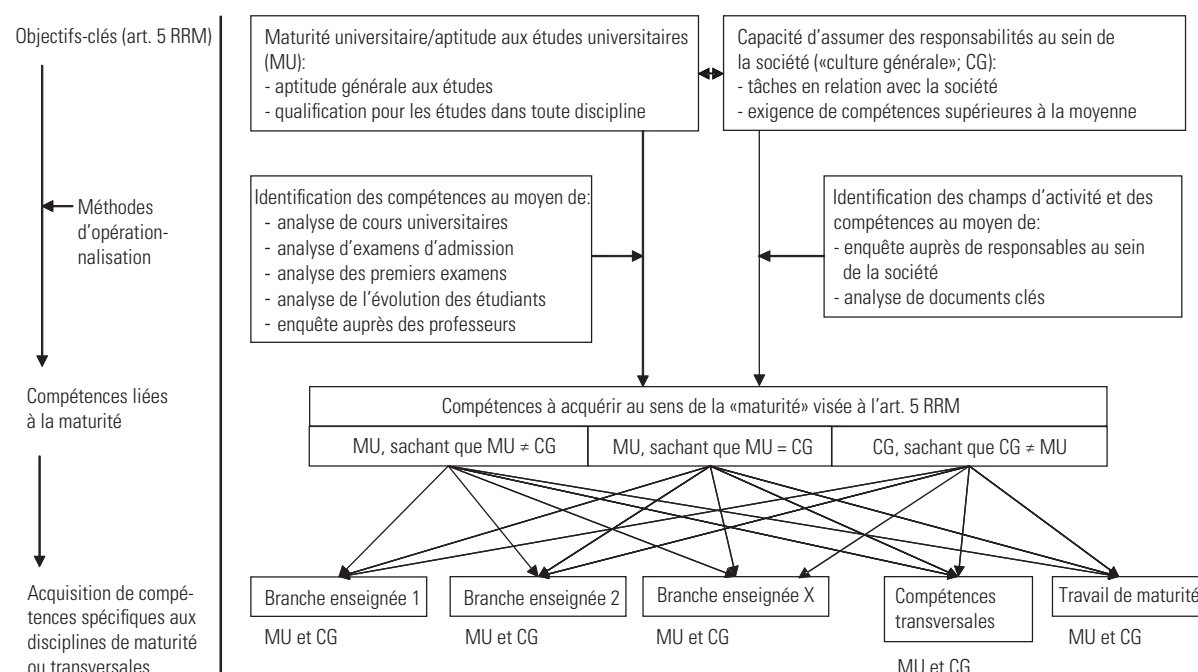 Objectifs-clés (art. 5 RRM)
Maturité universitaire/aptitude aux études universitaires
(MU):
- aptitude générale aux études
- qualification pour les études dans toute discipline
Capacité d'assumer des responsabilités au sein de
la société («culture générale»; CG):
- tâches en relation avec la société
- exigence de compétences supérieures à la moyenne
Méthodes
d'opération-
nalisation
Identification des compétences au moyen de:
- analyse de cours universitaires
- analyse d'examens d'admission
- analyse des premiers examens
- analyse de l'évolution des étudiants
- enquête auprès des professeurs
Identification des champs d'activité et des
compétences au moyen de:
- enquête auprès de responsables au sein
de la société
- analyse de documents clés
Compétences liées
à la maturité
Compétences à acquérir au sens de la «maturité» visée à l'art. 5 RRM
MU, sachant que MU ≠ CG
MU, sachant que MU = CG
CG, sachant que CG ≠ MU
Acquisition de compé-
tences spécifiques aux
disciplines de maturité
ou transversales
Branche enseignée 1
MU et CG
Branche enseignée 2
MU et CG
Branche enseignée X
MU et CG
Compétences
transversales
MU et CG
Travail de maturité
MU et CG